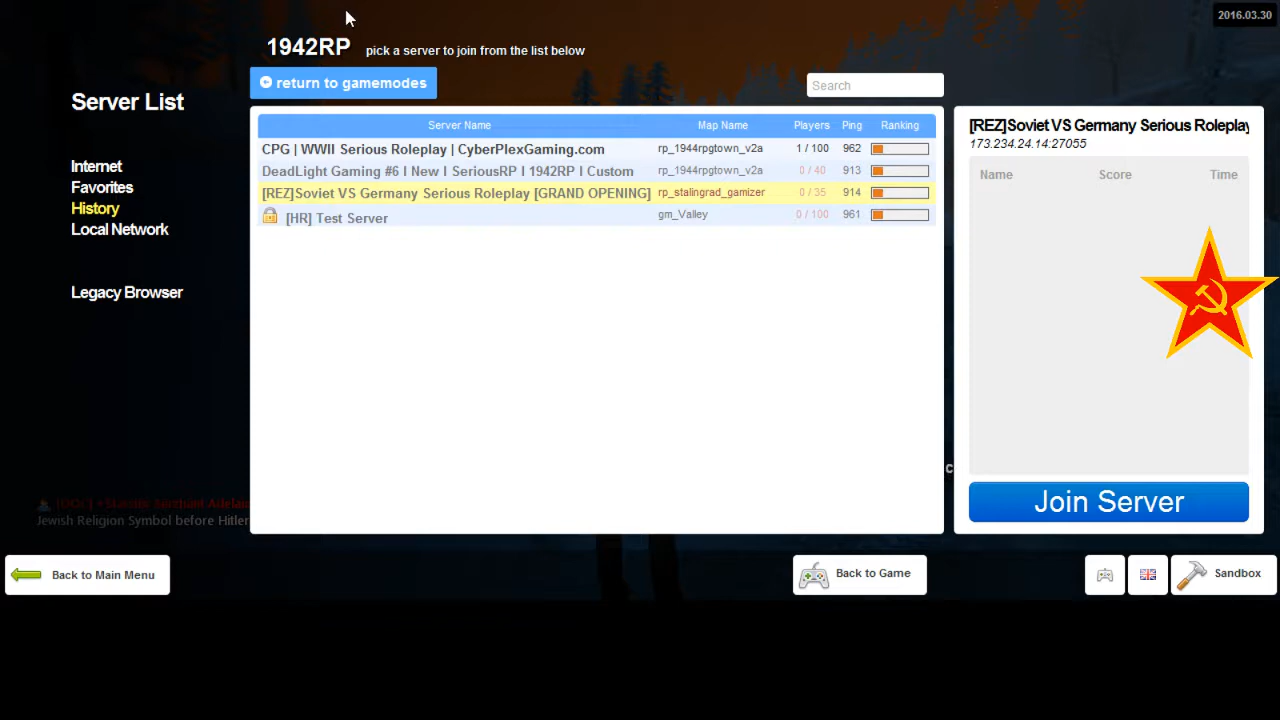 2016.03.30
1942RP pick a server to join from the list below
return to gamemodes
Search
Server List
Internet
Favorites
History
Local Network
Legacy Browser
Server Name Map Name Players Ping Ranking
CPG | WWII Serious Roleplay | CyberPlexGaming.com rp_1944rpgtown_v2a 1 / 100 962
DeadLight Gaming #6 I New I SeriousRP I 1942RP I Custom rp_1944rpgtown_v2a 0 / 40 913
[REZ]Soviet VS Germany Serious Roleplay [GRAND OPENING] rp_stalingrad_gamizer 0 / 35 914
[HR] Test Server gm_Valley 0 / 100 961
[REZ]Soviet VS Germany Serious Roleplay
173.234.24.14:27055
Name Score Time
Join Server
[OOC]
Jewish Religion Symbol before Hitler
c
Back to Main Menu
Back to Game
Sandbox